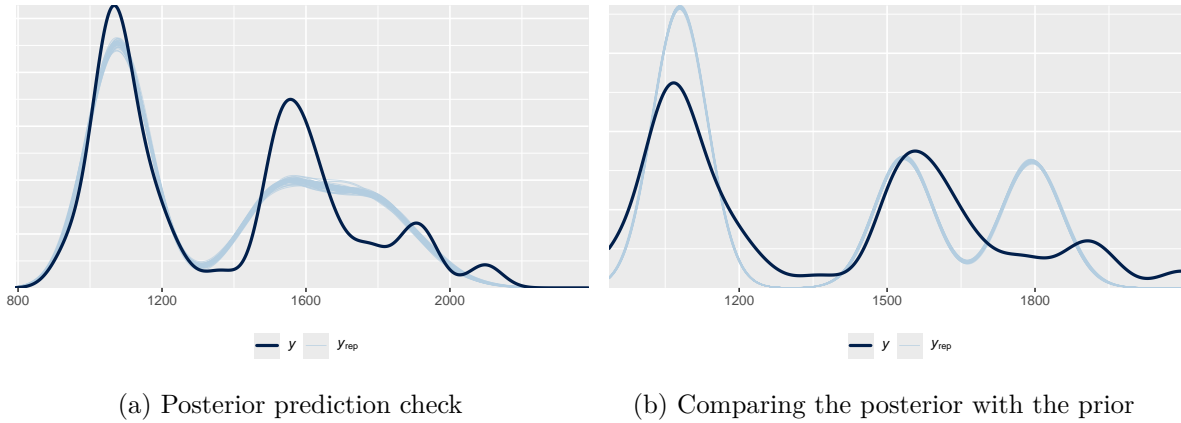 800 1200 1600 2000
1200 1500 1800
y yrep
y yrep
(a) Posterior prediction check
(b) Comparing the posterior with the prior